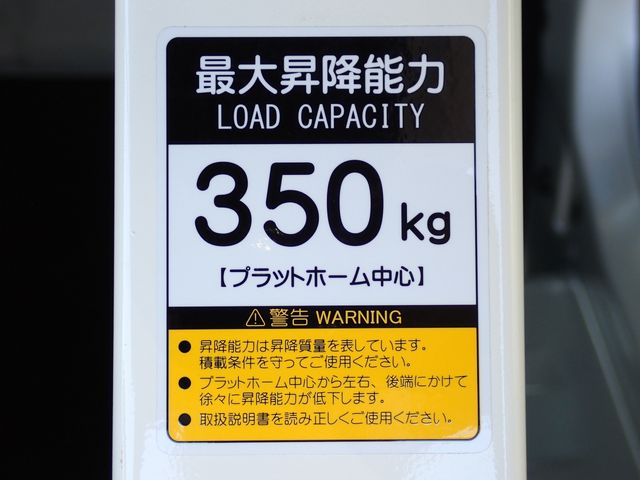 最大昇降能力
LOAD CAPACITY
350 kg
【プラットホーム中心】
⚠警告 WARNING
● 昇降能力は昇降質量を表しています。
積載条件を守ってご使用ください。
● プラットホーム中心から左右、後端にかけて
徐々に昇降能力が低下します。
● 取扱説明書を読み正しくご使用ください。